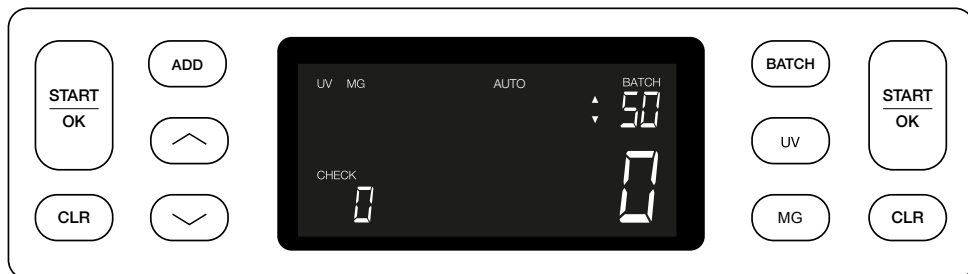 START
OK
CLR
ADD
UV MG AUTO BATCH
50
CHECK
0
0
BATCH
UV
MG
START
OK
CLR